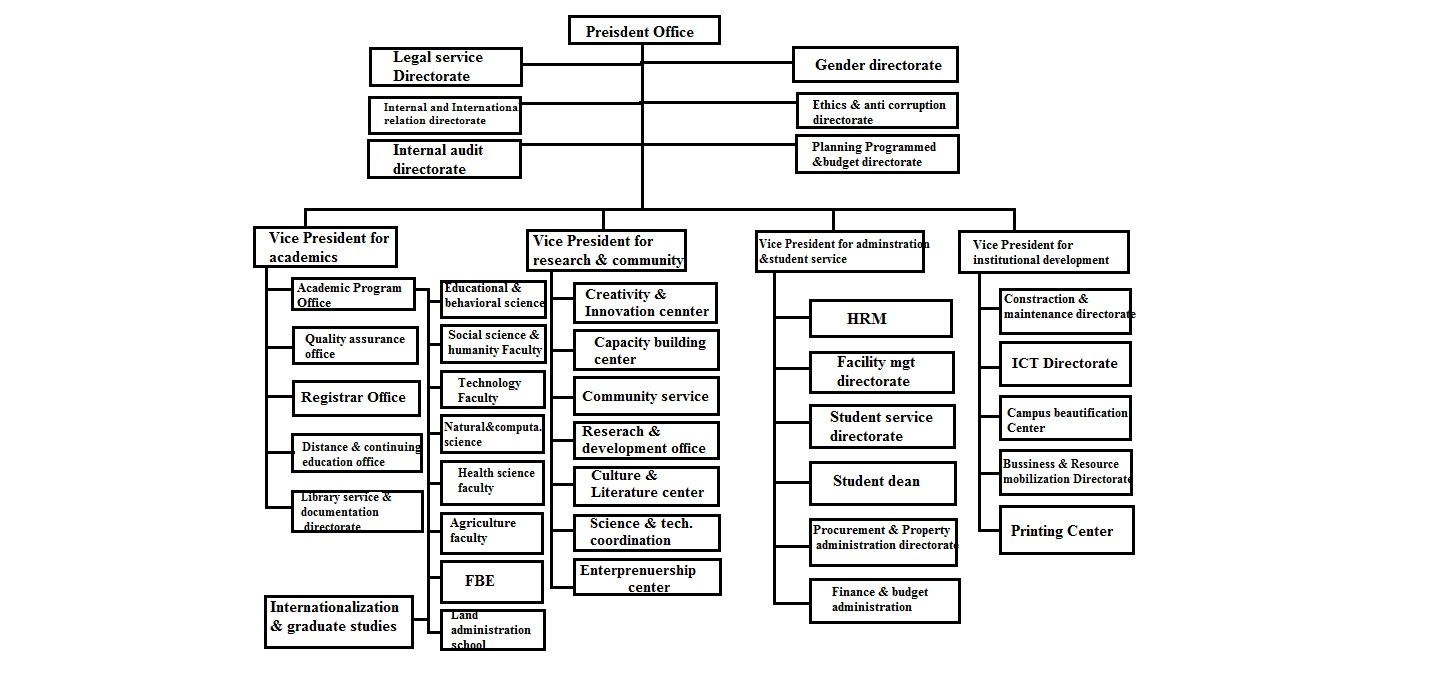 Preisdent Office
Legal service
Directorate
Gender directorate
Internal and Internationa
relation directorate
Ethics & anti corruption
directorate
Internal audit
directorate
Planning Programmed
&budget directorate
Vice President for
academics
Vice President for
research & community
Vice President for adminstration
&student service
Vice President for
institutional development
Academic Program
Office
Quality assurance
office
Registrar Office
Distance & continuing
education office
Library service &
documentation
directorate
Internationalization
& graduate studies
Educational &
behavioral science
Social science &
humanity Faculty
Technology
Faculty
Natural&computa.
science
Health science
faculty
Agriculture
faculty
FBE
Land
administration
school
Creativity &
Innovation cennter
Capacity building
center
Community service
Reserach &
development office
Culture &
Literature center
Science & tech.
coordination
Enterprenuership
center
HRM
Facility mgt
directorate
Student service
directorate
Student dean
Procurement & Property
administration directorate
Finance & budget
administration
Constraction &
maintenance directorate
ICT Directorate
Campus beautification
Center
Bussiness & Resource
mobilization Directorate
Printing Center